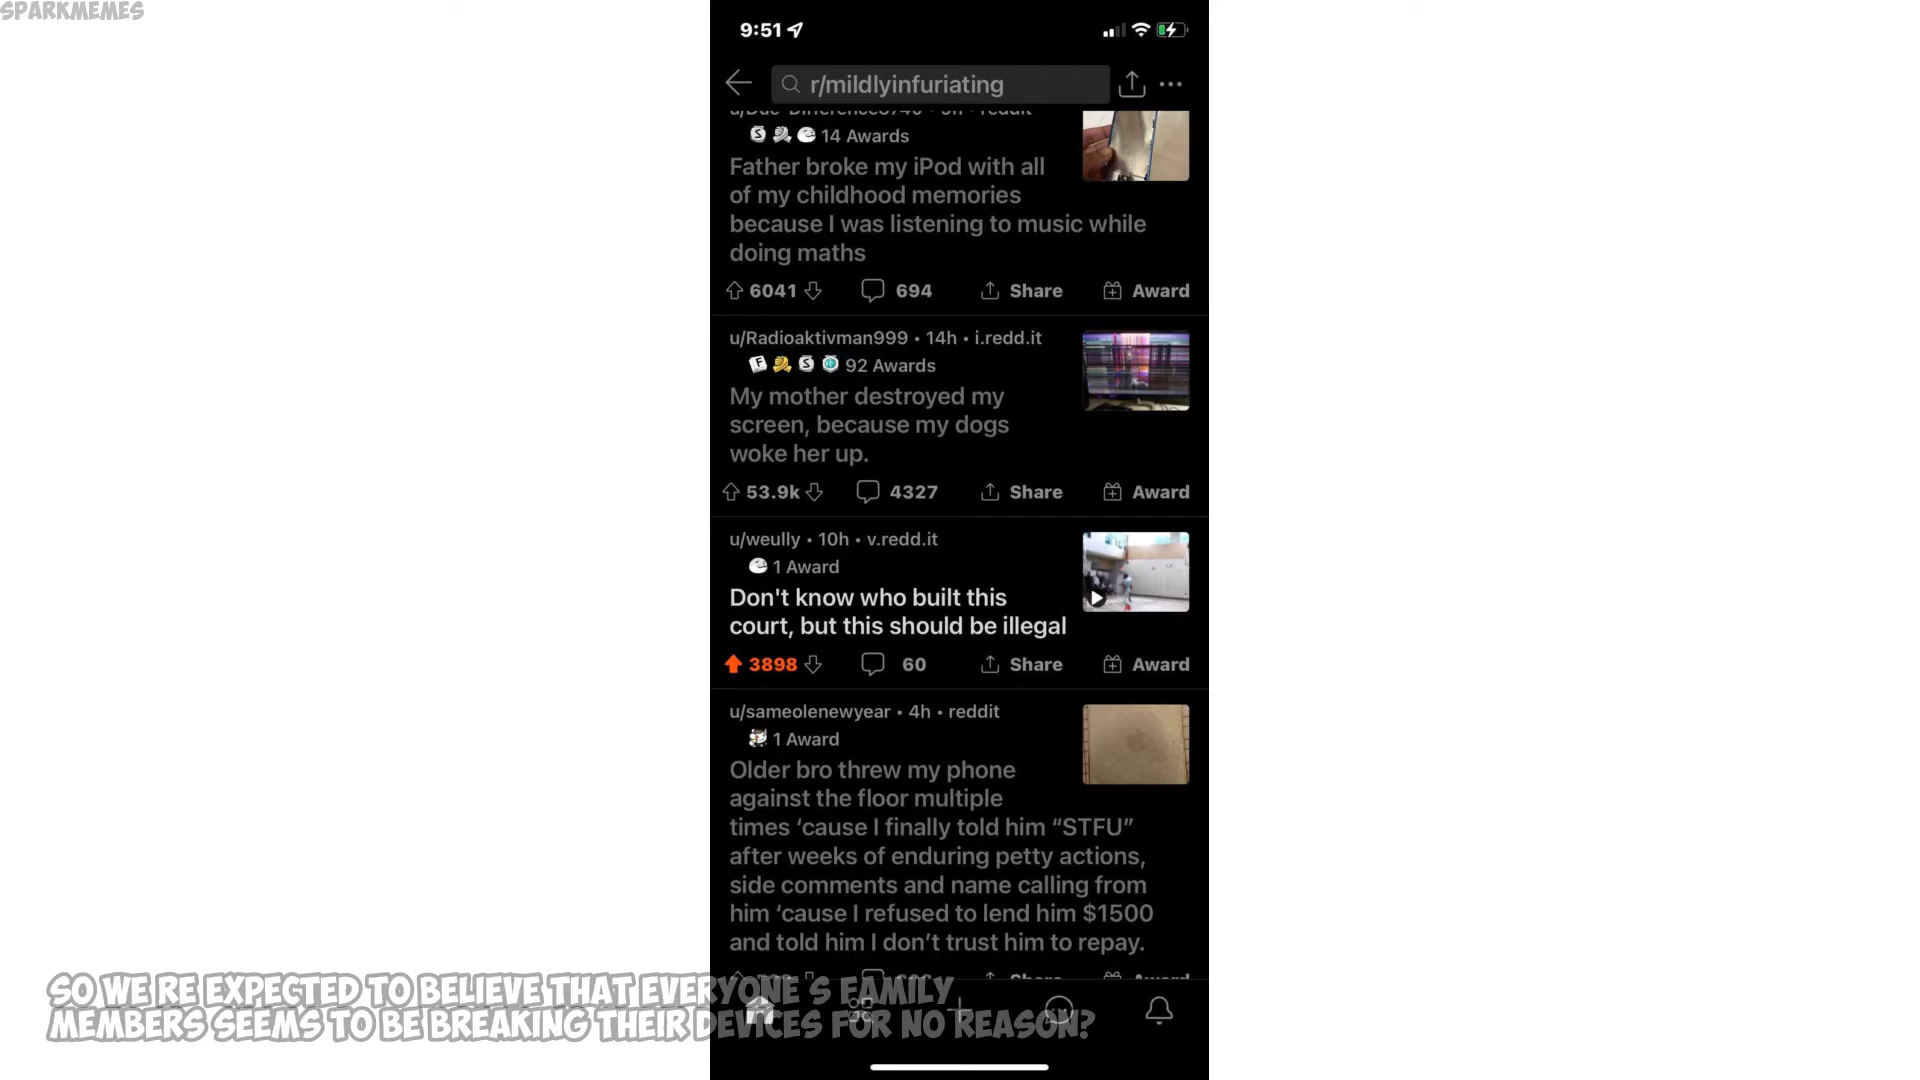 SPARKMEMES
9:51
r/mildlyinfuriating
14 Awards
Father broke my iPod with all
of my childhood memories
because I was listening to music while
doing maths
6041 694 Share Award
u/Radioaktivman999 • 14h • i.redd.it
92 Awards
My mother destroyed my
screen, because my dogs
woke her up.
53.9k 4327 Share Award
u/weully • 10h • v.redd.it
1 Award
Don't know who built this
court, but this should be illegal
3898 60 Share Award
u/sameolenewyear • 4h • reddit
1 Award
Older bro threw my phone
against the floor multiple
times ‘cause I finally told him “STFU”
after weeks of enduring petty actions,
side comments and name calling from
him ‘cause I refused to lend him $1500
and told him I don’t trust him to repay.
Share Award
SO WE RE EXPECTED TO BELIEVE THAT EVERYONE S FAMILY
MEMBERS SEEMS TO BE BREAKING THEIR DEVICES FOR NO REASON?